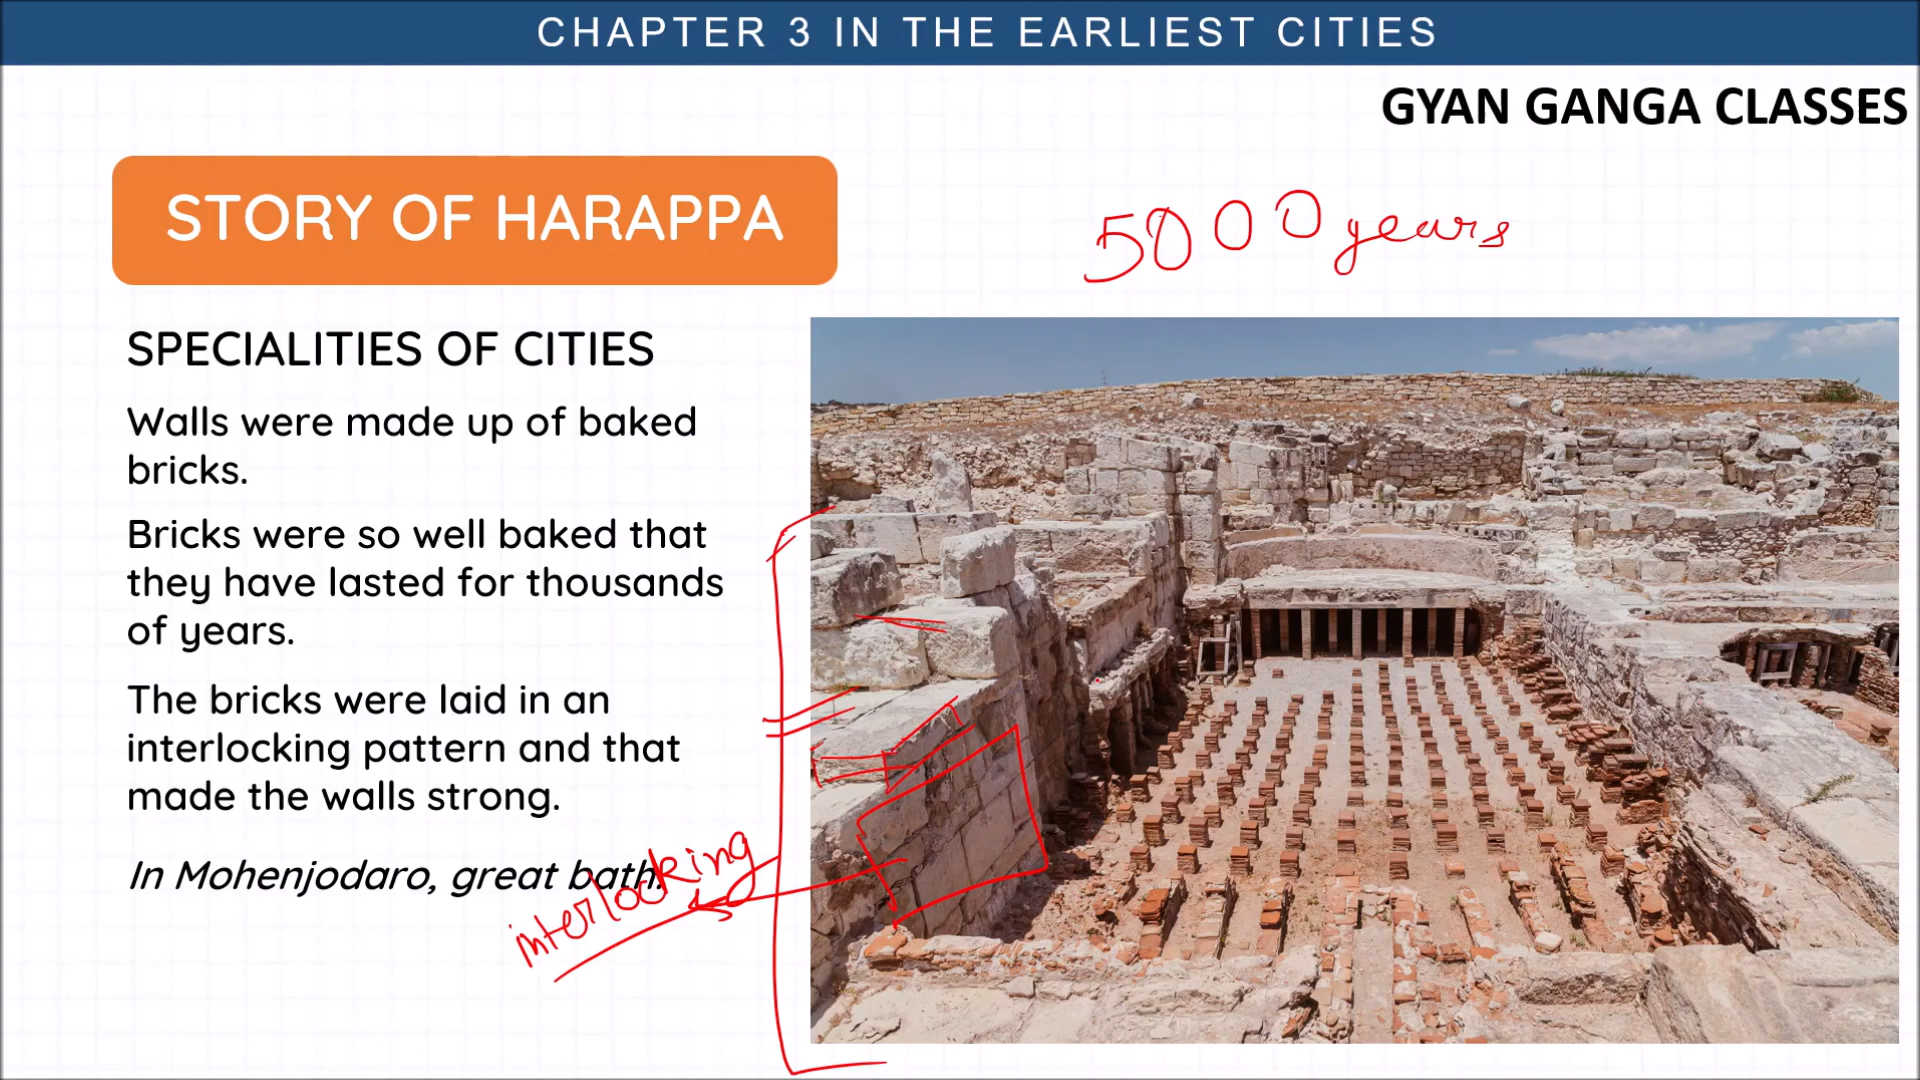 CHAPTER 3 IN THE EARLIEST CITIES
GYAN GANGA CLASSES
STORY OF HARAPPA
5000 years
SPECIALITIES OF CITIES
Walls were made up of baked
bricks.
Bricks were so well baked that
they have lasted for thousands
of years.
The bricks were laid in an
interlocking pattern and that
made the walls strong.
In Mohenjodaro, great bath.
interlocking